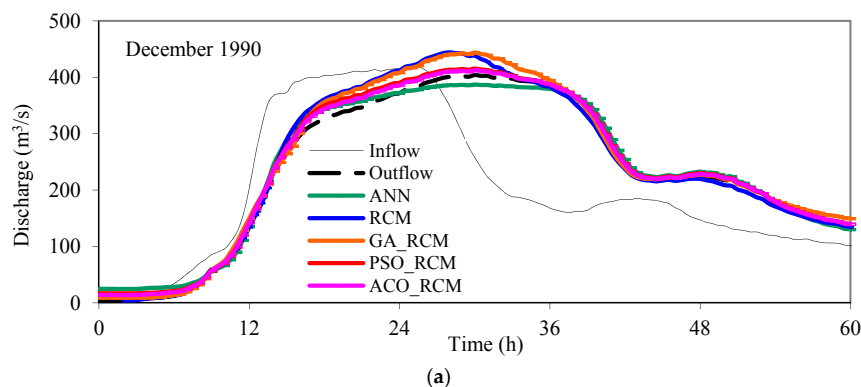 500
400
300
200
100
0
Discharge (m³/s)
December 1990
Inflow
Outflow
ANN
RCM
GA_RCM
PSO_RCM
ACO_RCM
0 12 24 36 48 60
Time (h)
(a)